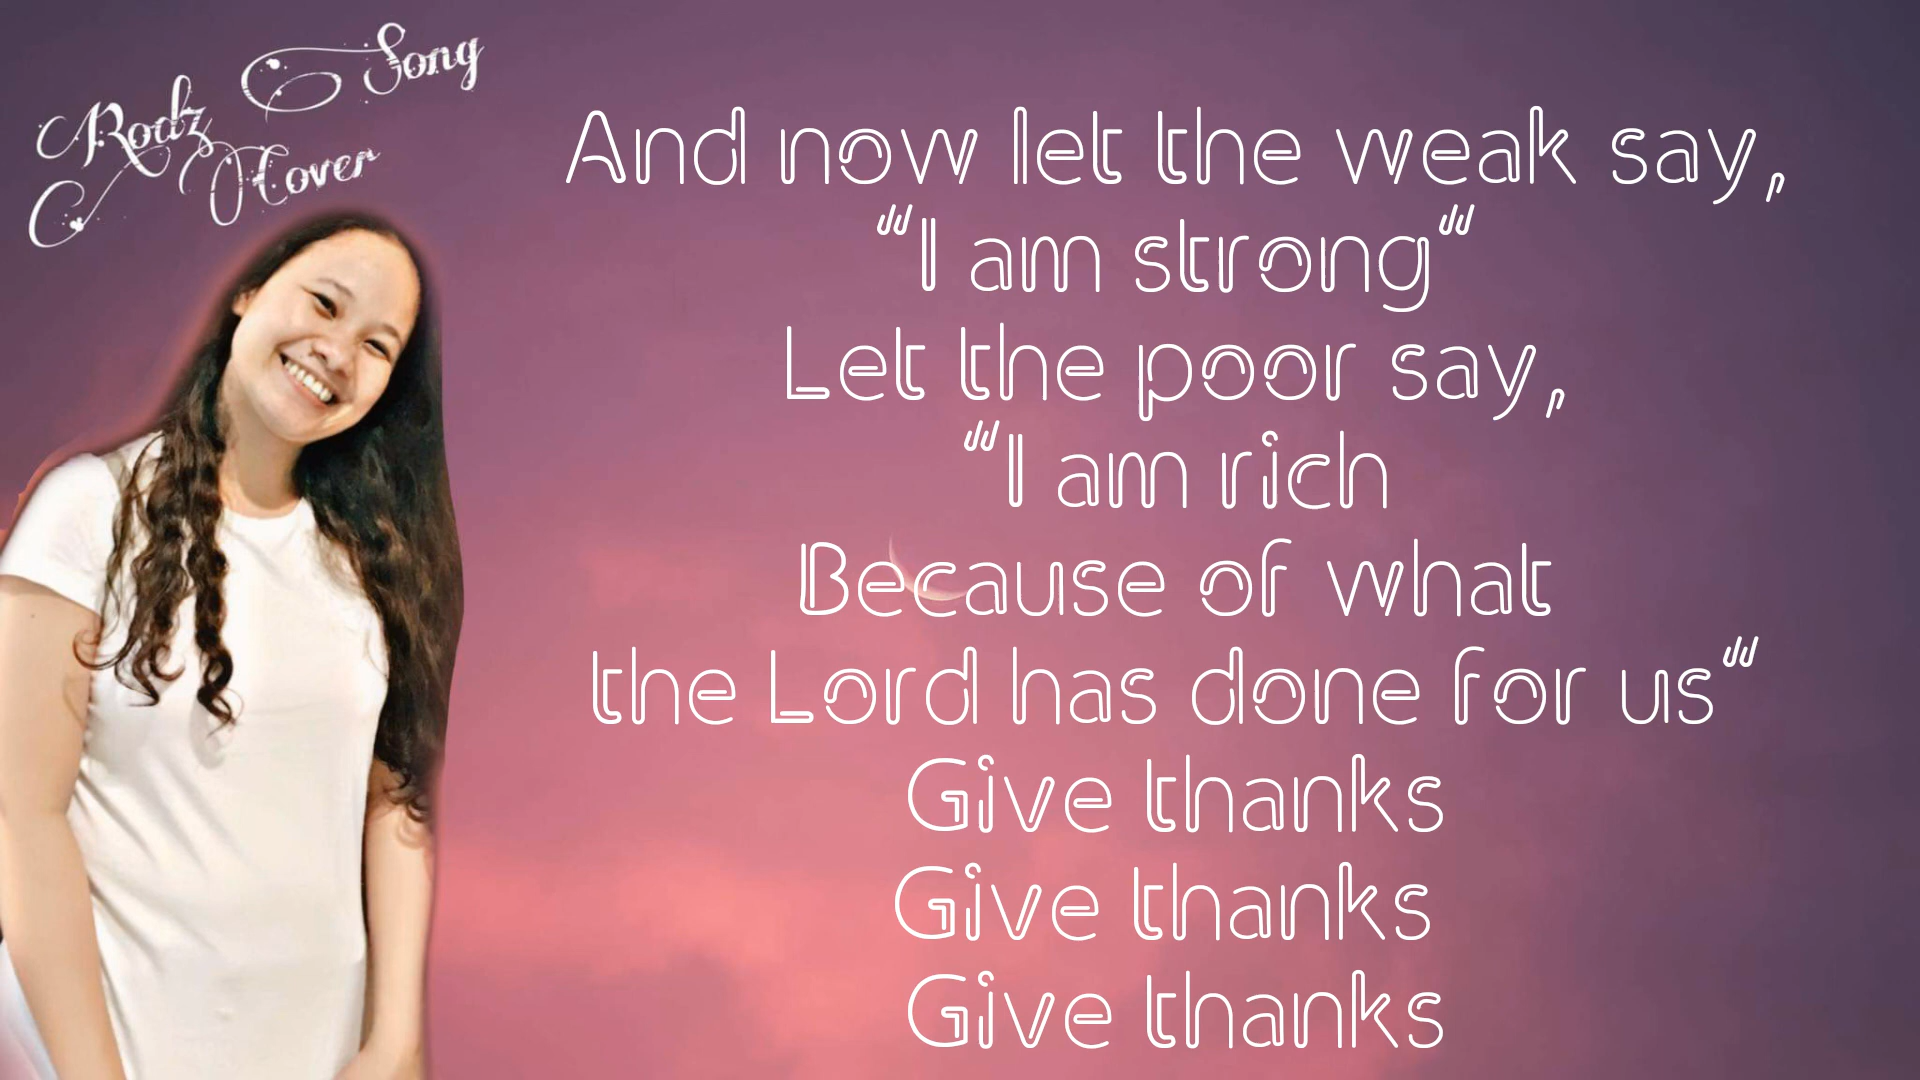 Rodz Song
Cover
And now let the weak say,
"I am strong"
Let the poor say,
"I am rich
Because of what
the Lord has done for us"
Give thanks
Give thanks
Give thanks